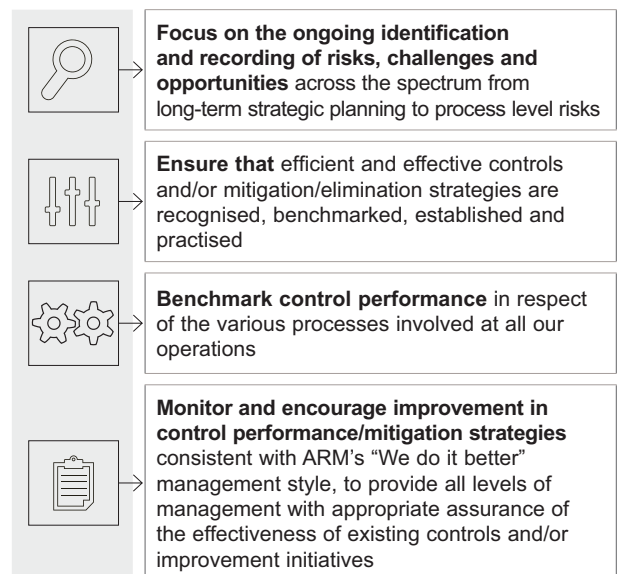 Focus on the ongoing identification
and recording of risks, challenges and
opportunities across the spectrum from
long-term strategic planning to process level risks
Ensure that efficient and effective controls
and/or mitigation/elimination strategies are
recognised, benchmarked, established and
practised
Benchmark control performance in respect
of the various processes involved at all our
operations
Monitor and encourage improvement in
control performance/mitigation strategies
consistent with ARM’s “We do it better”
management style, to provide all levels of
management with appropriate assurance of
the effectiveness of existing controls and/or
improvement initiatives